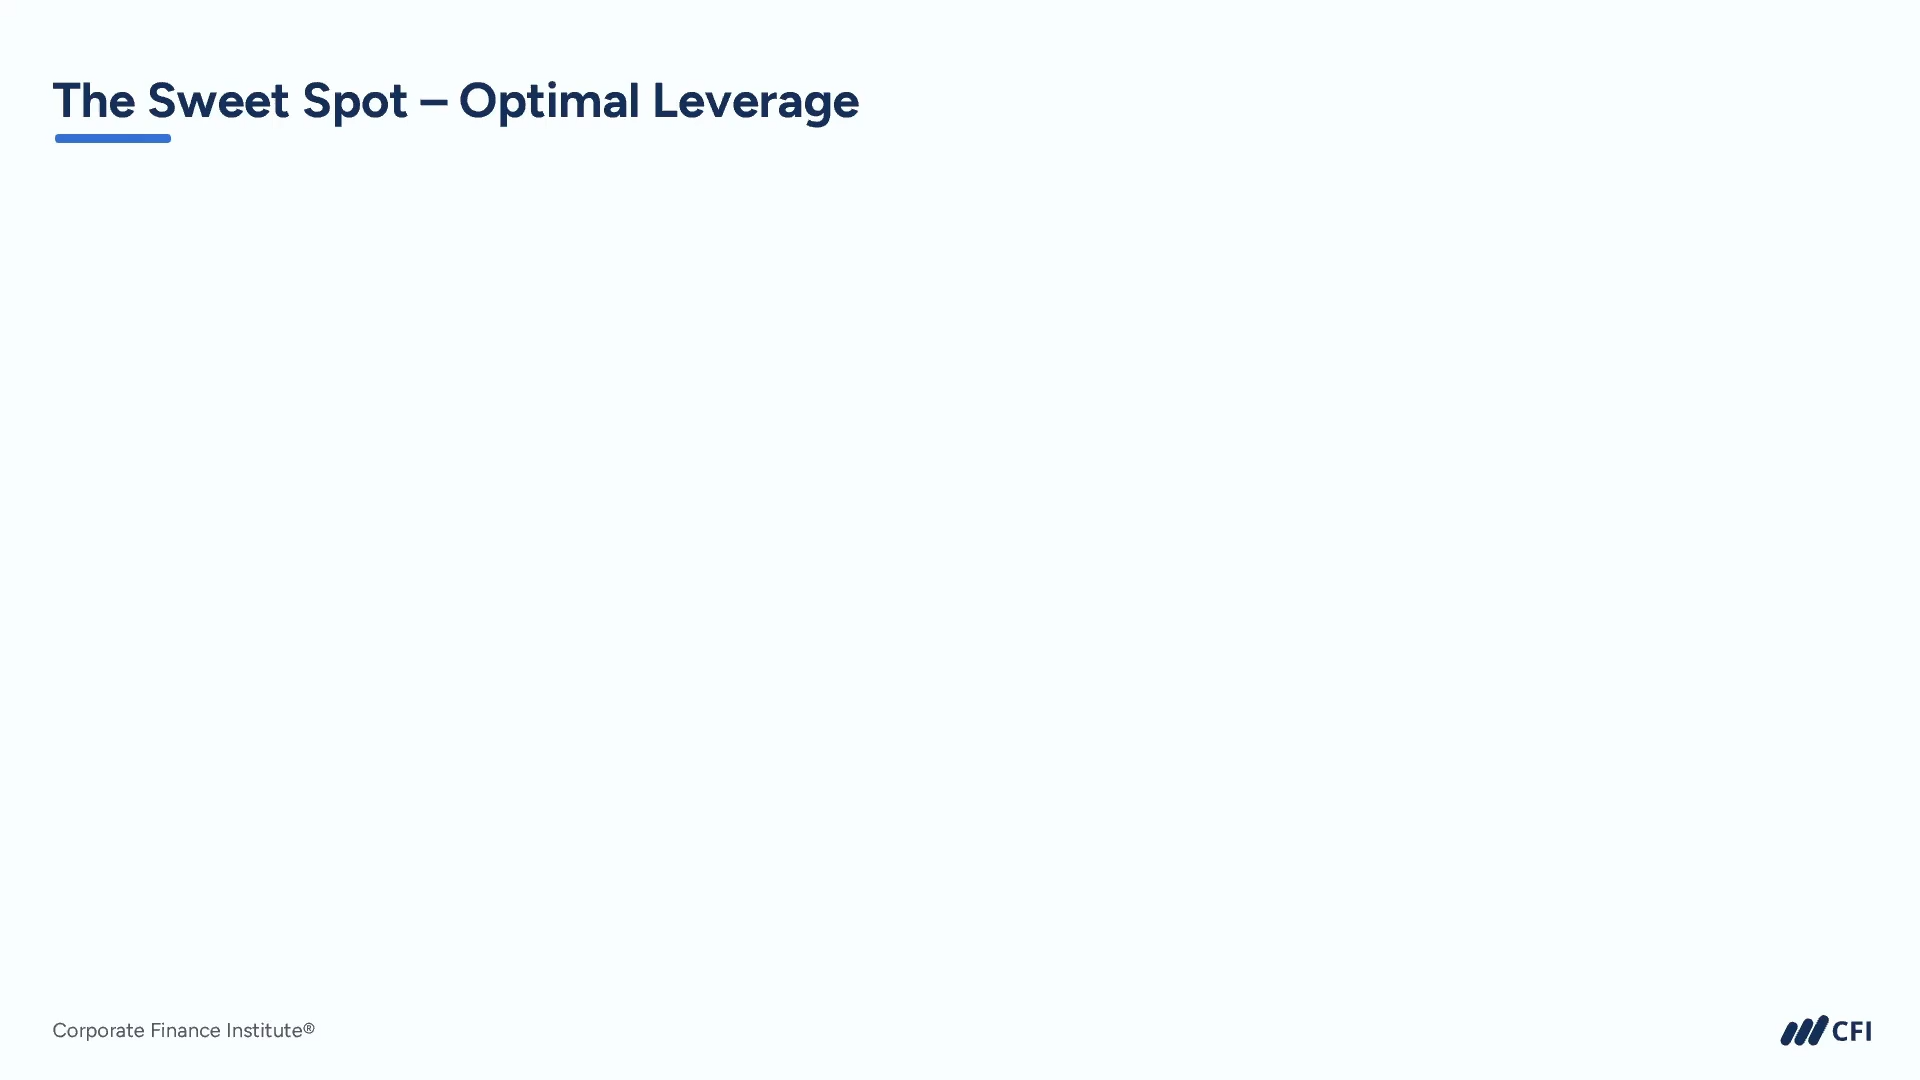 The Sweet Spot – Optimal Leverage
Corporate Finance Institute®
CFI